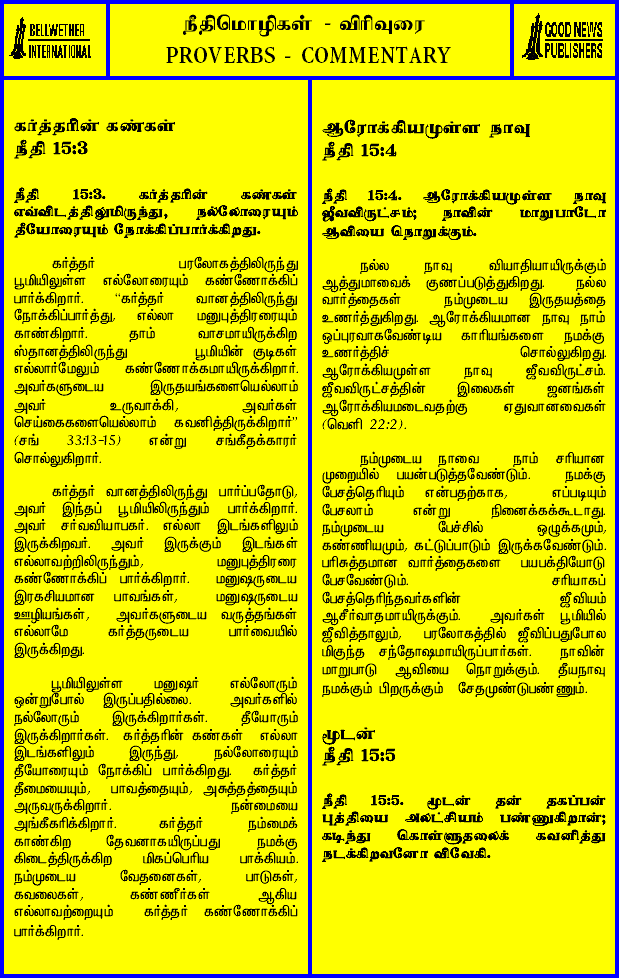 BELLWETHER
INTERNATIONAL
நீதிமொழிகள் - விரிவுரை
PROVERBS - COMMENTARY
GOOD NEWS
PUBLISHERS
கர்த்தரின் கண்கள்
நீதி 15:3
நீதி 15:3. கர்த்தரின் கண்கள்
எவ்விடத்திலுமிருந்து, நல்லோரையும்
தீயோரையும் நோக்கிப்பார்க்கிறது.
கர்த்தர் பரலோகத்திலிருந்து
பூமியிலுள்ள எல்லோரையும் கண்ணோக்கிப்
பார்க்கிறார். "கர்த்தர் வானத்திலிருந்து
நோக்கிப்பார்த்து, எல்லா மனுபுத்திரரையும்
காண்கிறார். தாம் வாசமாயிருக்கிற
ஸ்தானத்திலிருந்து பூமியின் குடிகள்
எல்லார்மேலும் கண்ணோக்கமாயிருக்கிறார்.
அவர்களுடைய இருதயங்களையெல்லாம்
அவர் உருவாக்கி, அவர்கள்
செய்கைகளையெல்லாம் கவனித்திருக்கிறார்"
(சங் 33:13-15) என்று சங்கீதக்காரர்
சொல்லுகிறார்.
கர்த்தர் வானத்திலிருந்து பார்ப்பதோடு,
அவர் இந்தப் பூமியிலிருந்தும் பார்க்கிறார்.
அவர் சர்வவியாபகர். எல்லா இடங்களிலும்
இருக்கிறவர். அவர் இருக்கும் இடங்கள்
எல்லாவற்றிலிருந்தும், மனுபுத்திரரை
கண்ணோக்கிப் பார்க்கிறார். மனுஷருடைய
இரகசியமான பாவங்கள், மனுஷருடைய
ஊழியங்கள், அவர்களுடைய வருத்தங்கள்
எல்லாமே கர்த்தருடைய பார்வையில்
இருக்கிறது.
பூமியிலுள்ள மனுஷர் எல்லோரும்
ஒன்றுபோல் இருப்பதில்லை. அவர்களில்
நல்லோரும் இருக்கிறார்கள். தீயோரும்
இருக்கிறார்கள். கர்த்தரின் கண்கள் எல்லா
இடங்களிலும் இருந்து, நல்லோரையும்
தீயோரையும் நோக்கிப் பார்க்கிறது. கர்த்தர்
தீமையையும், பாவத்தையும், அசுத்தத்தையும்
அருவருக்கிறார். நன்மையை
அங்கீகரிக்கிறார். கர்த்தர் நம்மைக்
காண்கிற தேவனாகயிருப்பது நமக்கு
கிடைத்திருக்கிற மிகப்பெரிய பாக்கியம்.
நம்முடைய வேதனைகள், பாடுகள்,
கவலைகள், கண்ணீர்கள் ஆகிய
எல்லாவற்றையும் கர்த்தர் கண்ணோக்கிப்
பார்க்கிறார்.
ஆரோக்கியமுள்ள நாவு
நீதி 15:4
நீதி 15:4. ஆரோக்கியமுள்ள நாவு
ஜீவவிருட்சம்; நாவின் மாறுபாடோ
ஆவியை நொறுக்கும்.
நல்ல நாவு வியாதியாயிருக்கும்
ஆத்துமாவைக் குணப்படுத்துகிறது. நல்ல
வார்த்தைகள் நம்முடைய இருதயத்தை
உணர்த்துகிறது. ஆரோக்கியமான நாவு நாம்
ஒப்புரவாகவேண்டிய காரியங்களை நமக்கு
உணர்த்திச் சொல்லுகிறது.
ஆரோக்கியமுள்ள நாவு ஜீவவிருட்சம்.
ஜீவவிருட்சத்தின் இலைகள் ஜனங்கள்
ஆரோக்கியமடைவதற்கு ஏதுவானவைகள்
(வெளி 22:2).
நம்முடைய நாவை நாம் சரியான
முறையில் பயன்படுத்தவேண்டும். நமக்கு
பேசத்தெரியும் என்பதற்காக, எப்படியும்
பேசலாம் என்று நினைக்கக்கூடாது.
நம்முடைய பேச்சில் ஒழுக்கமும்,
கண்ணியமும், கட்டுப்பாடும் இருக்கவேண்டும்.
பரிசுத்தமான வார்த்தைகளை பயபக்தியோடு
பேசவேண்டும். சரியாகப்
பேசத்தெரிந்தவர்களின் ஜீவியம்
ஆசீர்வாதமாயிருக்கும். அவர்கள் பூமியில்
ஜீவித்தாலும், பரலோகத்தில் ஜீவிப்பதுபோல
மிகுந்த சந்தோஷமாயிருப்பார்கள். நாவின்
மாறுபாடு ஆவியை நொறுக்கும். தீயநாவு
நமக்கும் பிறருக்கும் சேதமுண்டுபண்ணும்.
மூடன்
நீதி 15:5
நீதி 15:5. மூடன் தன் தகப்பன்
புத்தியை அலட்சியம் பண்ணுகிறான்;
கடிந்து கொள்ளுதலைக் கவனித்து
நடக்கிறவனோ விவேகி.